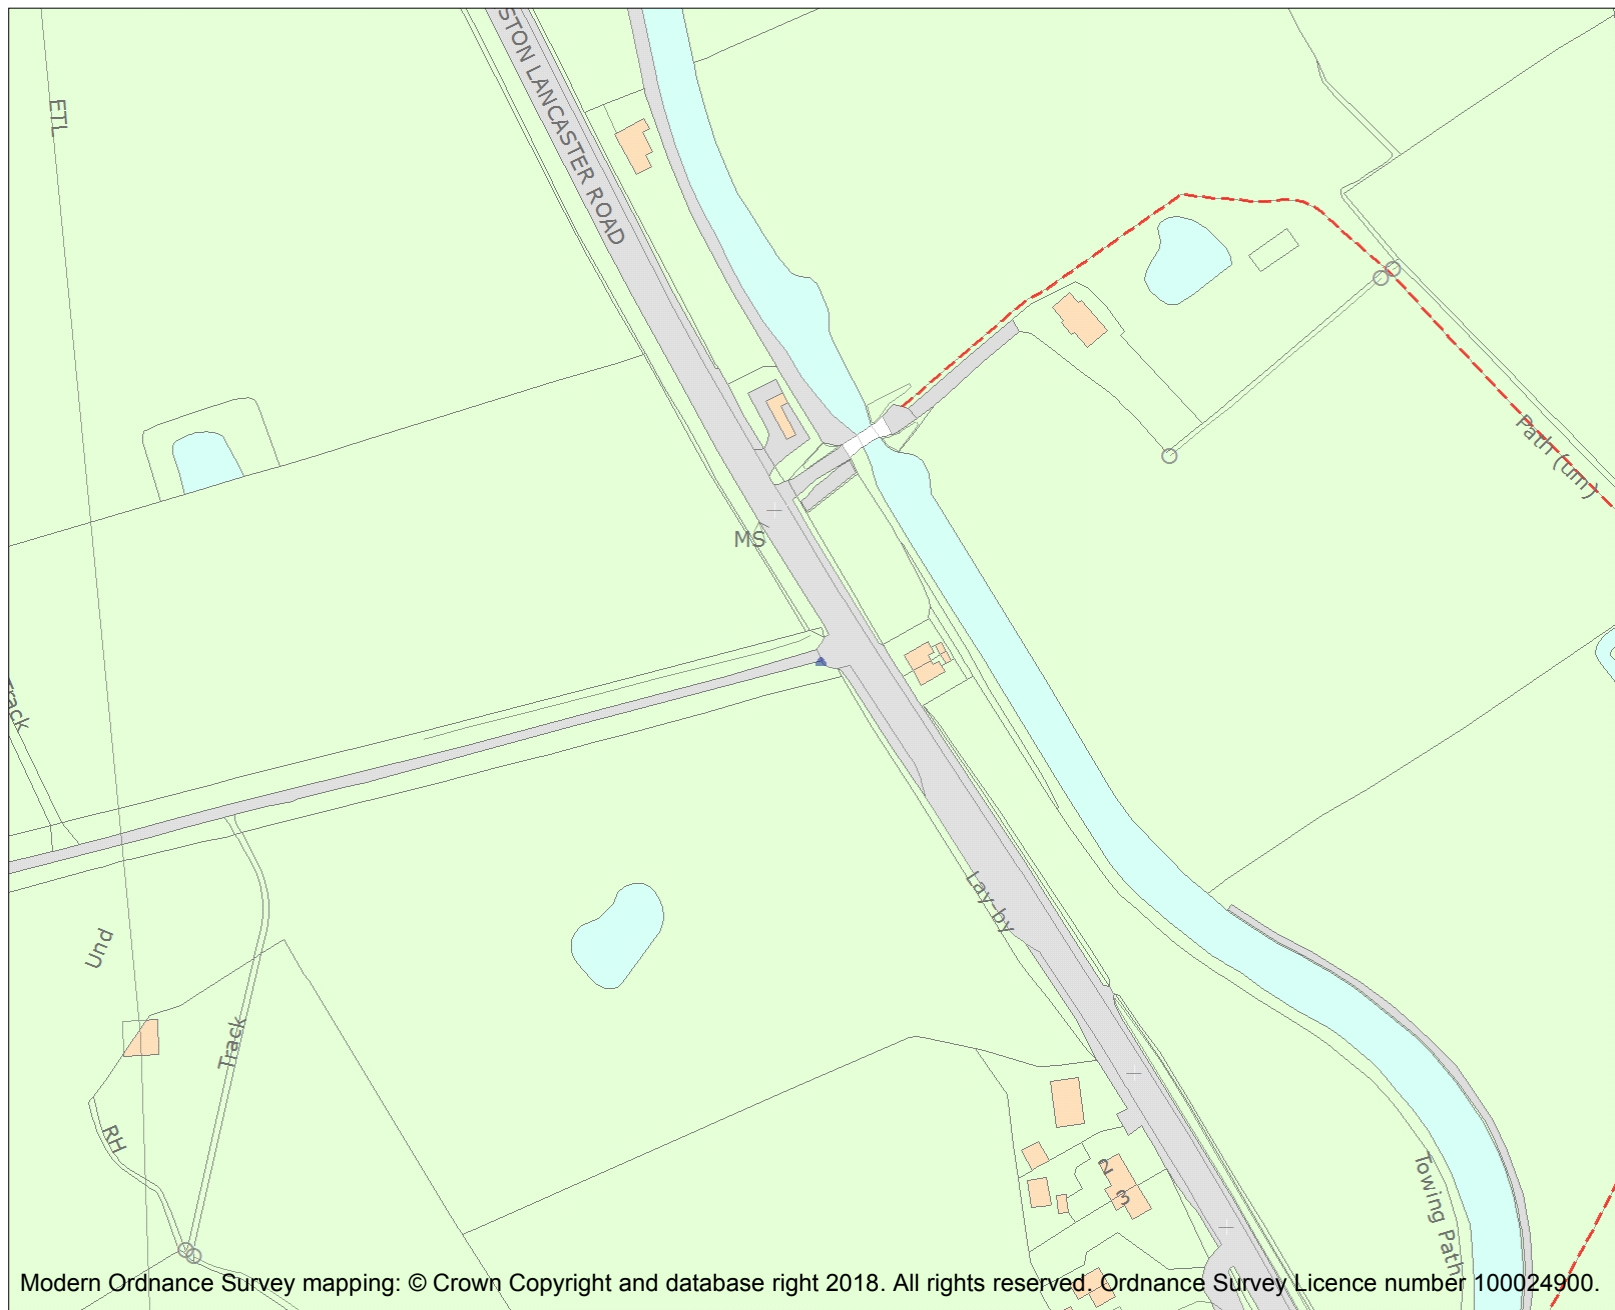 STON LANCASTER ROAD
ETL
Path (um)
MS
Track
Lay-by
Und
Track
RH
2
3
Towing Path
Modern Ordnance Survey mapping: © Crown Copyright and database right 2018. All rights reserved. Ordnance Survey Licence number 100024900.